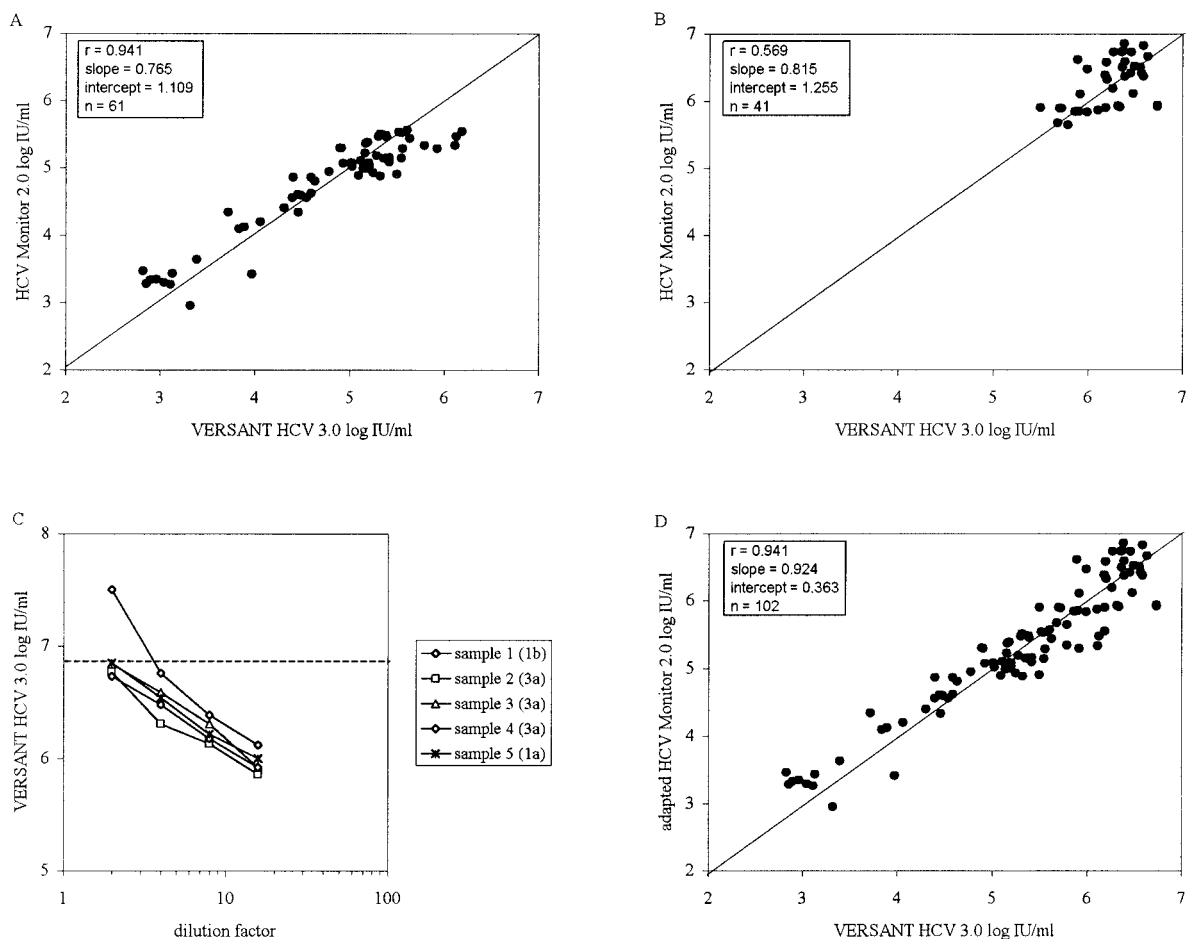 A
r = 0.941
slope = 0.765
intercept = 1.109
n = 61
7
6
5
4
3
2
HCV Monitor 2.0 log IU/ml
2 3 4 5 6 7
VERSANT HCV 3.0 log IU/ml
B
r = 0.569
slope = 0.815
intercept = 1.255
n = 41
7
6
5
4
3
2
HCV Monitor 2.0 log IU/ml
2 3 4 5 6 7
VERSANT HCV 3.0 log IU/ml
C
8
7
6
5
VERSANT HCV 3.0 log IU/ml
1 10 100
dilution factor
sample 1 (1b)
sample 2 (3a)
sample 3 (3a)
sample 4 (3a)
sample 5 (1a)
D
r = 0.941
slope = 0.924
intercept = 0.363
n = 102
7
6
5
4
3
2
adapted HCV Monitor 2.0 log IU/ml
2 3 4 5 6 7
VERSANT HCV 3.0 log IU/ml